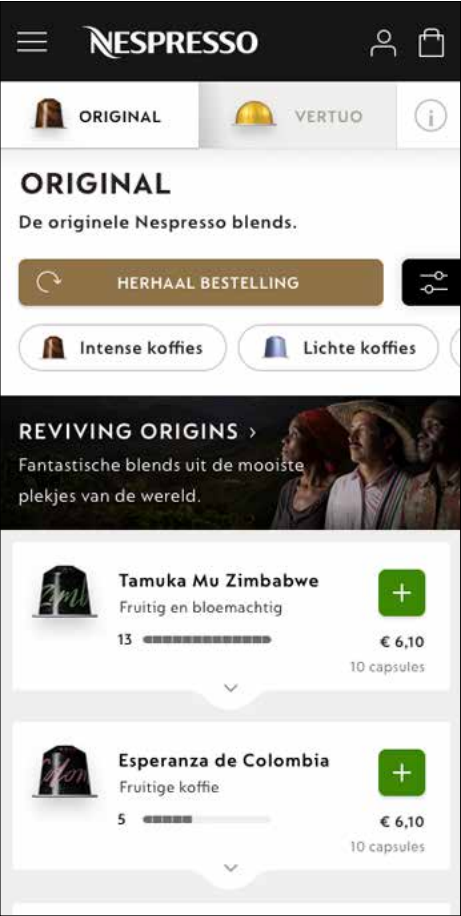 NESPRESSO
ORIGINAL
VERTUO
i
ORIGINAL
De originele Nespresso blends.
HERHAAL BESTELLING
Intense koffies
Lichte koffies
REVIVING ORIGINS ›
Fantastische blends uit de mooiste
plekjes van de wereld.
Tamuka Mu Zimbabwe
Fruitig en bloemachtig
13
€ 6,10
10 capsules
Esperanza de Colombia
Fruitige koffie
5
€ 6,10
10 capsules